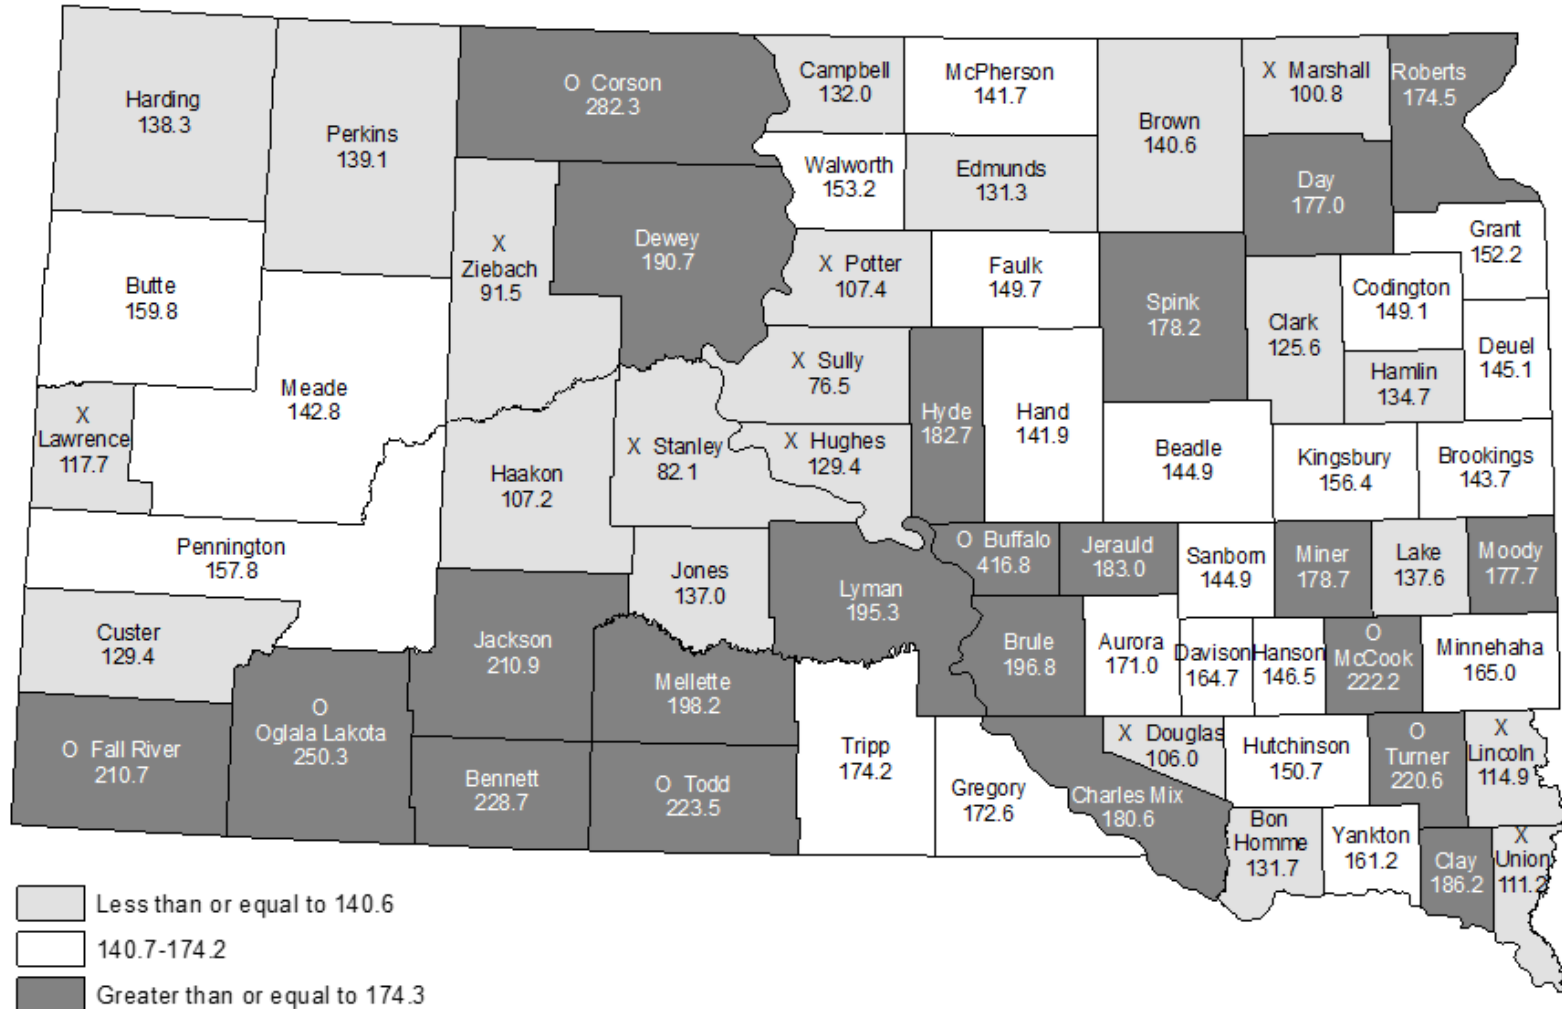 Harding
138.3
Perkins
139.1
O Corson
282.3
Campbell
132.0
McPherson
141.7
Brown
140.6
X Marshall
100.8
Roberts
174.5
Walworth
153.2
Edmunds
131.3
Day
177.0
Grant
152.2
Butte
159.8
Meade
142.8
X
Ziebach
91.5
Dewey
190.7
X Potter
107.4
Faulk
149.7
Spink
178.2
Clark
125.6
Codington
149.1
Deuel
145.1
Hamlin
134.7
X
Lawrence
117.7
X Sully
76.5
Hyde
182.7
Hand
141.9
Beadle
144.9
Kingsbury
156.4
Brookings
143.7
Haakon
107.2
X Stanley
82.1
X Hughes
129.4
Pennington
157.8
Jones
137.0
Lyman
195.3
O Buffalo
416.8
Jerauld
183.0
Sanborn
144.9
Miner
178.7
Lake
137.6
Moody
177.7
Custer
129.4
Jackson
210.9
Mellette
198.2
Brule
196.8
Aurora
171.0
Davison
164.7
Hanson
146.5
O
McCook
222.2
Minnehaha
165.0
O Fall River
210.7
O
Oglala Lakota
250.3
Bennett
228.7
O Todd
223.5
Tripp
174.2
Gregory
172.6
Charles Mix
180.6
X Douglas
106.0
Hutchinson
150.7
O
Turner
220.6
X
Lincoln
114.9
Bon
Homme
131.7
Yankton
161.2
Clay
186.2
X
Union
111.2
Less than or equal to 140.6
140.7-174.2
Greater than or equal to 174.3